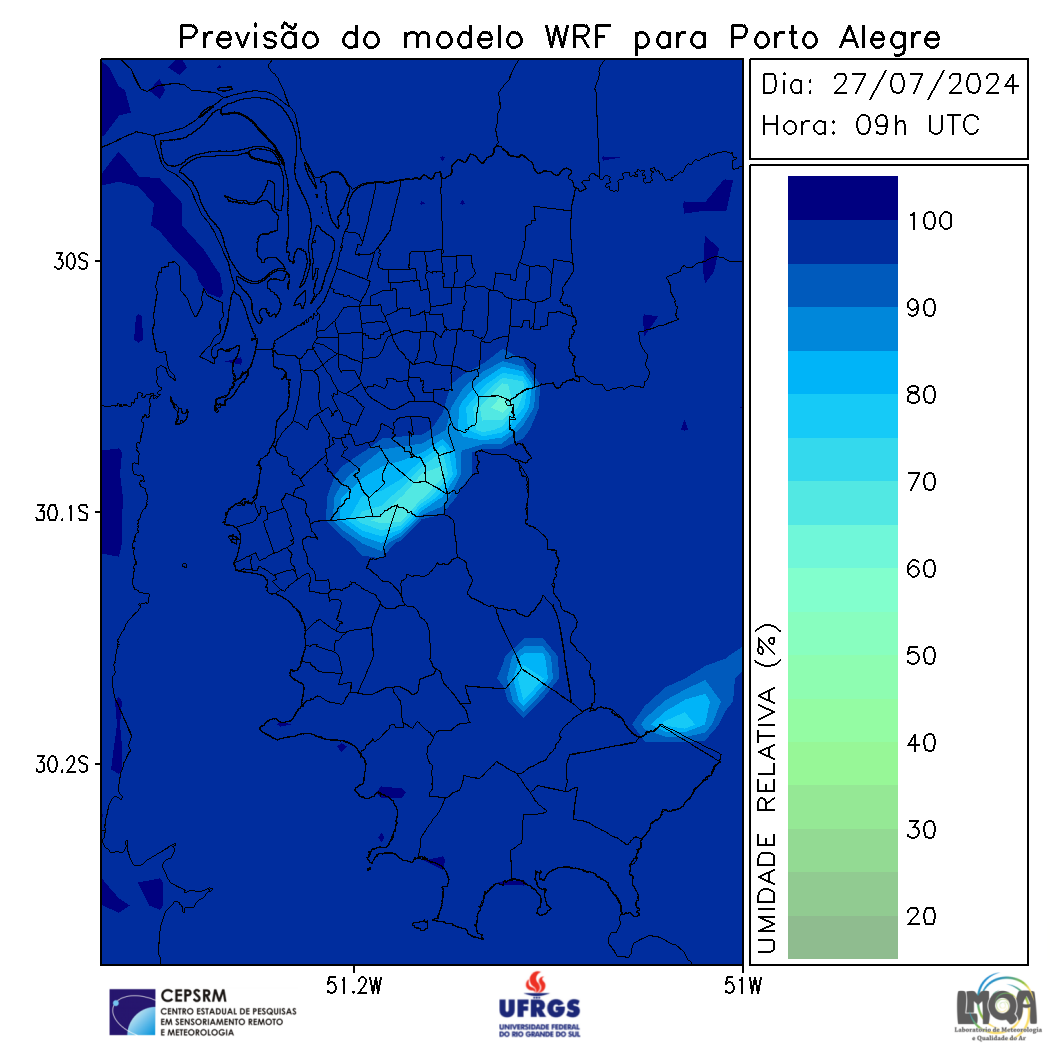 Previsão do modelo WRF para Porto Alegre
Dia: 27/07/2024
Hora: 09h UTC
30S
30.1S
30.2S
51.2W
51W
UMIDADE RELATIVA (%)
100
90
80
70
60
50
40
30
20
CEPSRM
CENTRO ESTADUAL DE PESQUISAS
EM SENSORIAMENTO REMOTO
E METEOROLOGIA
UFRGS
UNIVERSIDADE FEDERAL
DO RIO GRANDE DO SUL
LMQA
Laboratório de Meteorologia
e Qualidade do Ar